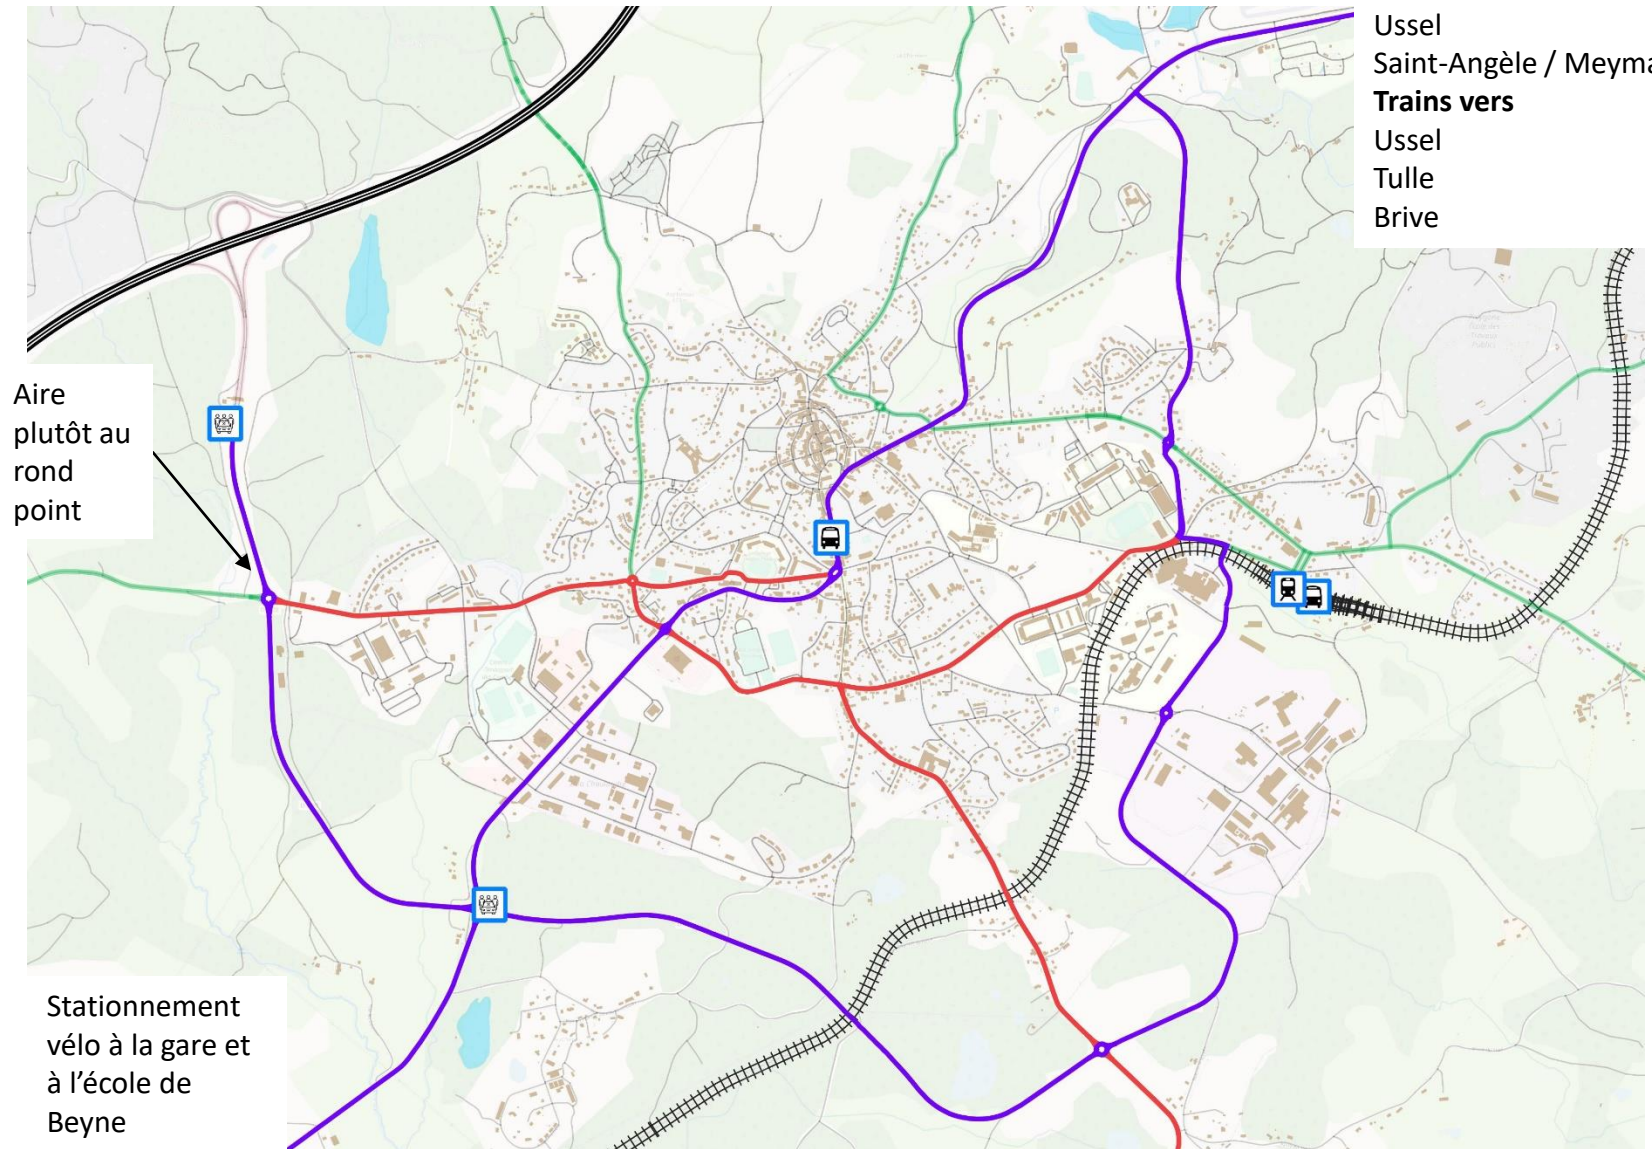 Ussel
Saint-Angèle / Meyma
Trains vers
Ussel
Tulle
Brive
Aire
plutôt au
rond
point
Stationnement
vélo à la gare et
à l’école de
Beyne